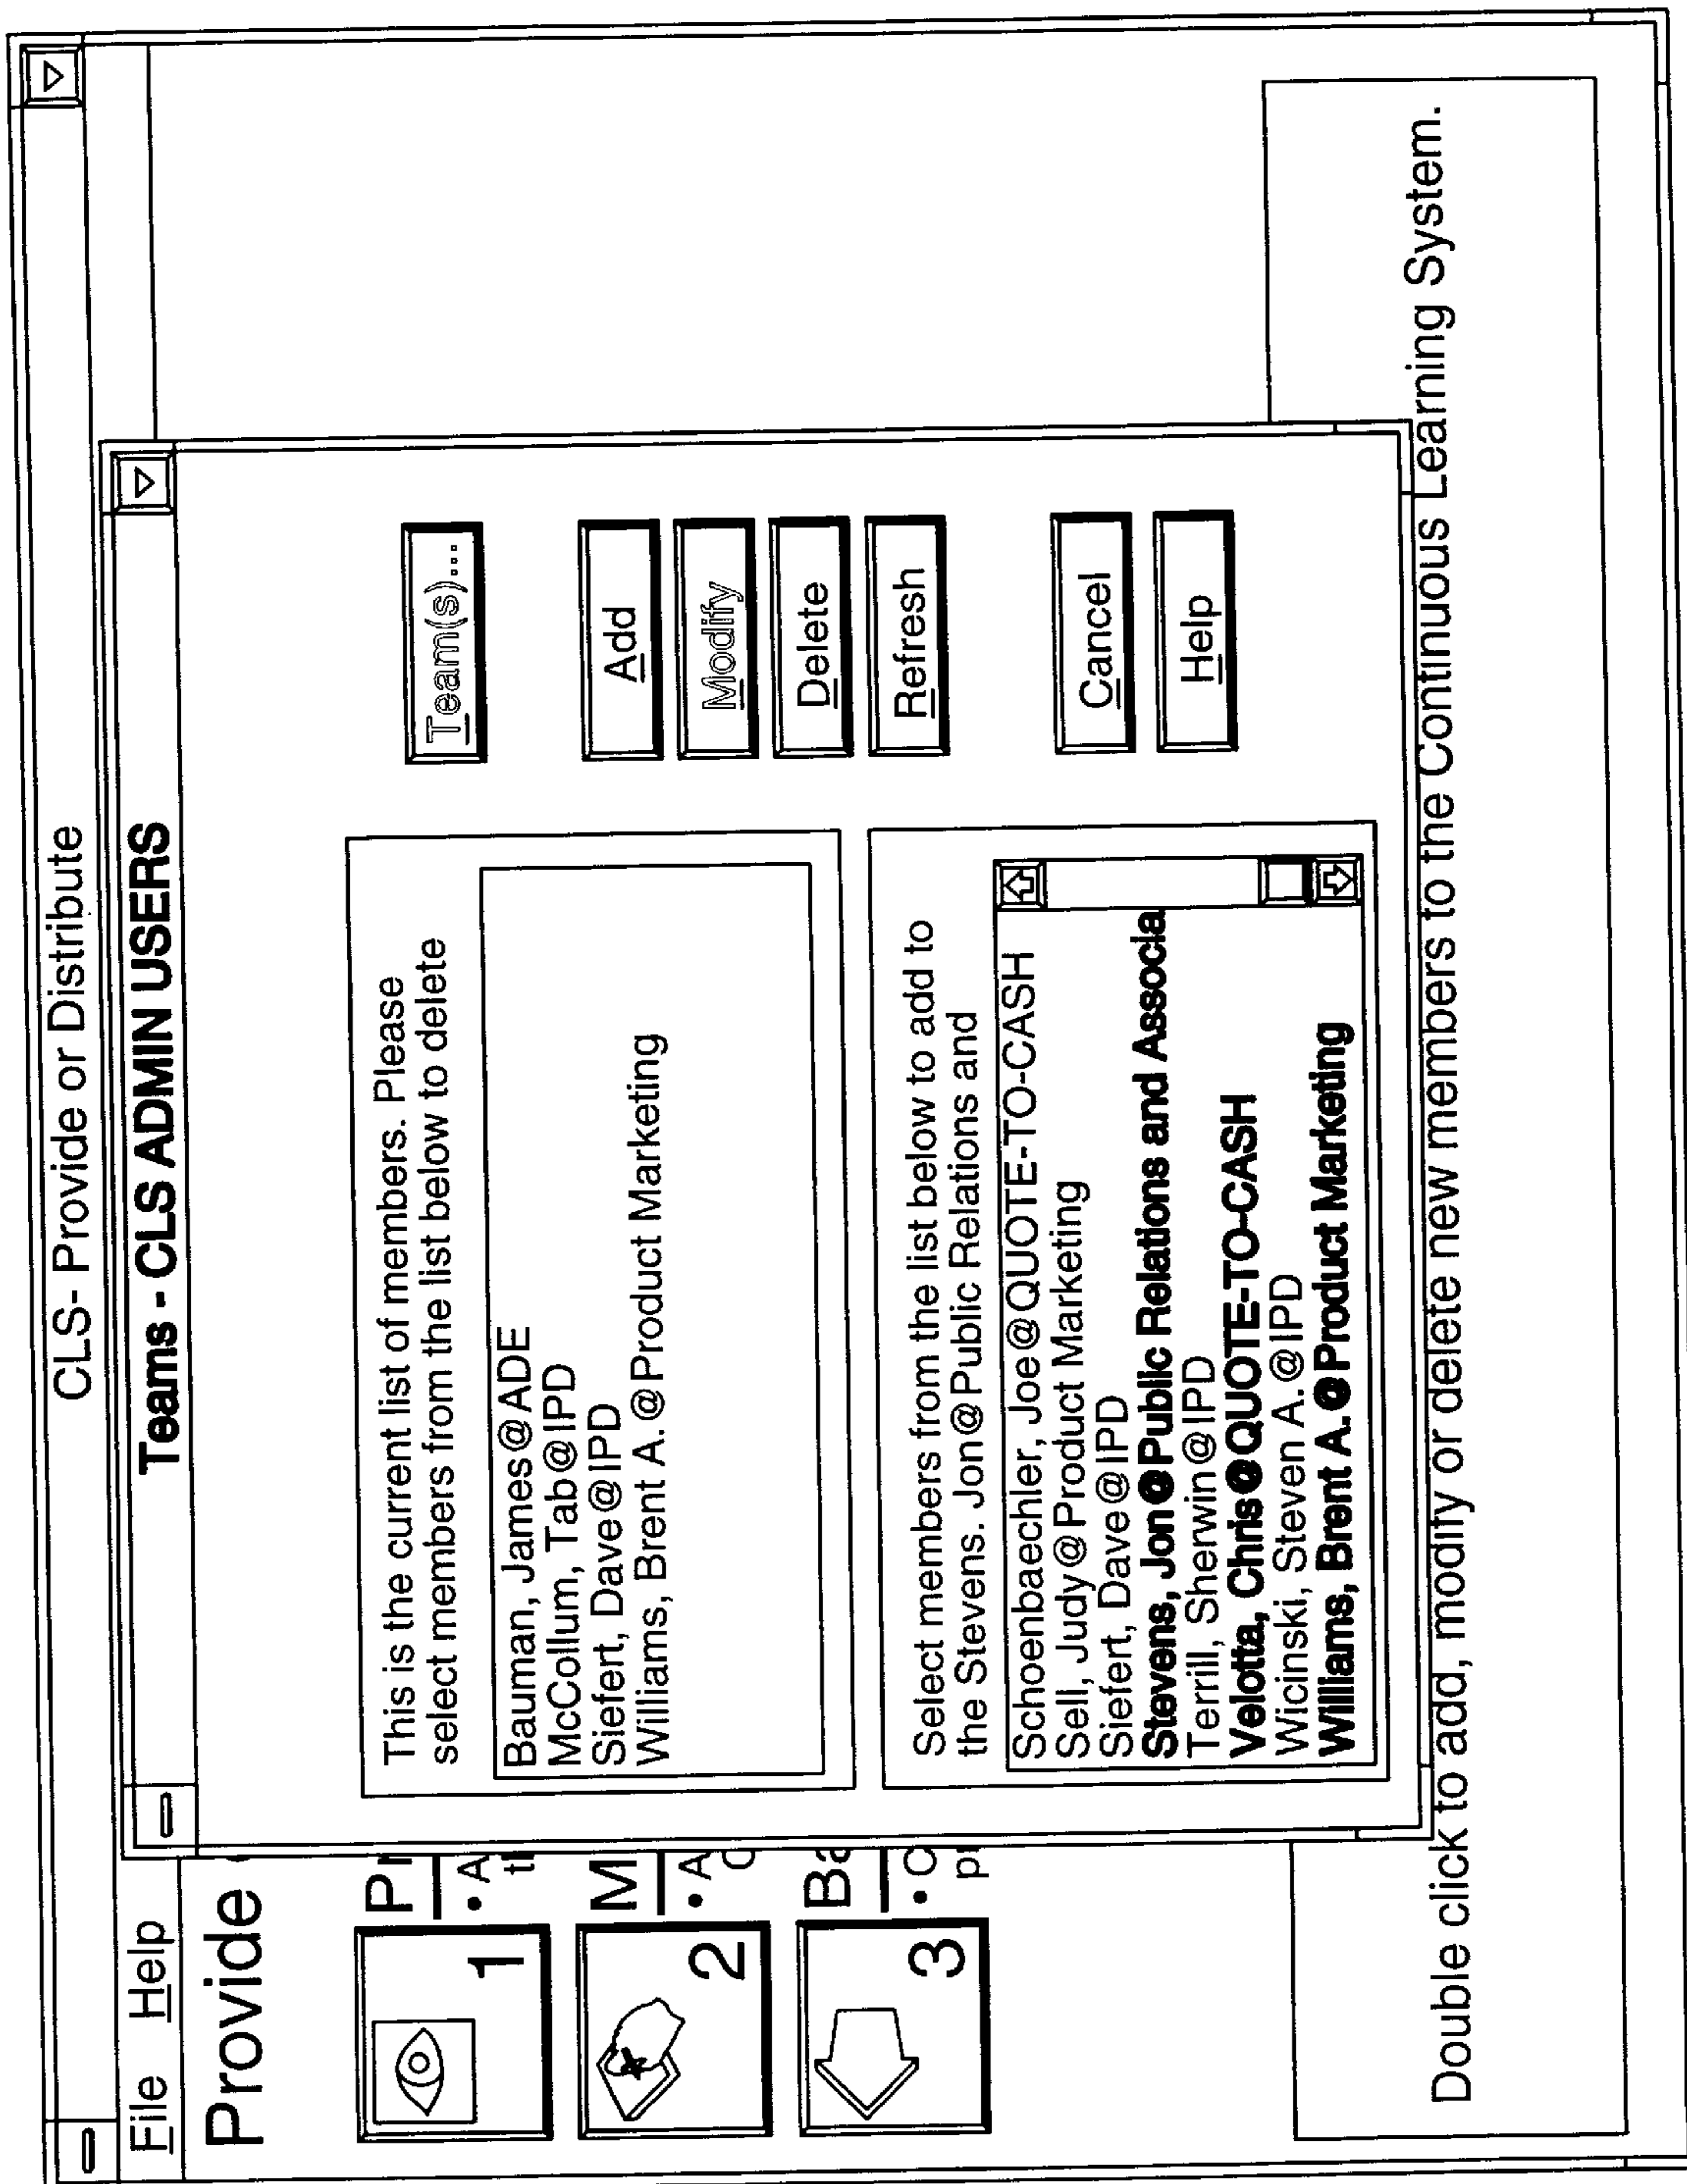 CLS- Provide or Distribute
File Help
Provide
1
Pr
• A
th
2
M
• A
3
Ba
• C
Teams - CLS ADMIN USERS
This is the current list of members. Please
select members from the list below to delete
Bauman, James@ADE
McCollum, Tab@IPD
Siefert, Dave@IPD
Williams, Brent A.@Product Marketing
Select members from the list below to add to
the Stevens. Jon@Public Relations and
Schoenbaechler, Joe@QUOTE-TO-CASH
Sell, Judy@Product Marketing
Siefert, Dave@IPD
Stevens, Jon@Public Relations and Associa
Terrill, Sherwin@IPD
Velotta, Chris@QUOTE-TO-CASH
Wicinski, Steven A.@IPD
Williams, Brent A.@Product Marketing
Team(s)...
Add
Modify
Delete
Refresh
Cancel
Help
Double click to add, modify or delete new members to the Continuous Learning System.